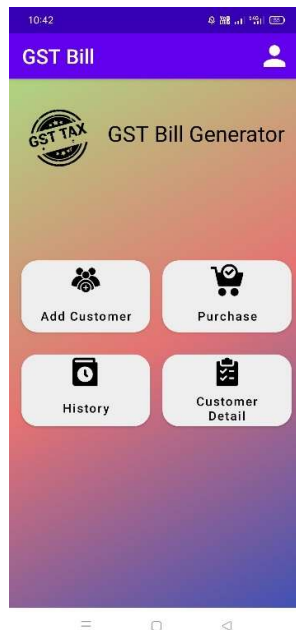 10:42
GST Bill
GST TAX
GST Bill Generator
Add Customer
Purchase
History
Customer
Detail